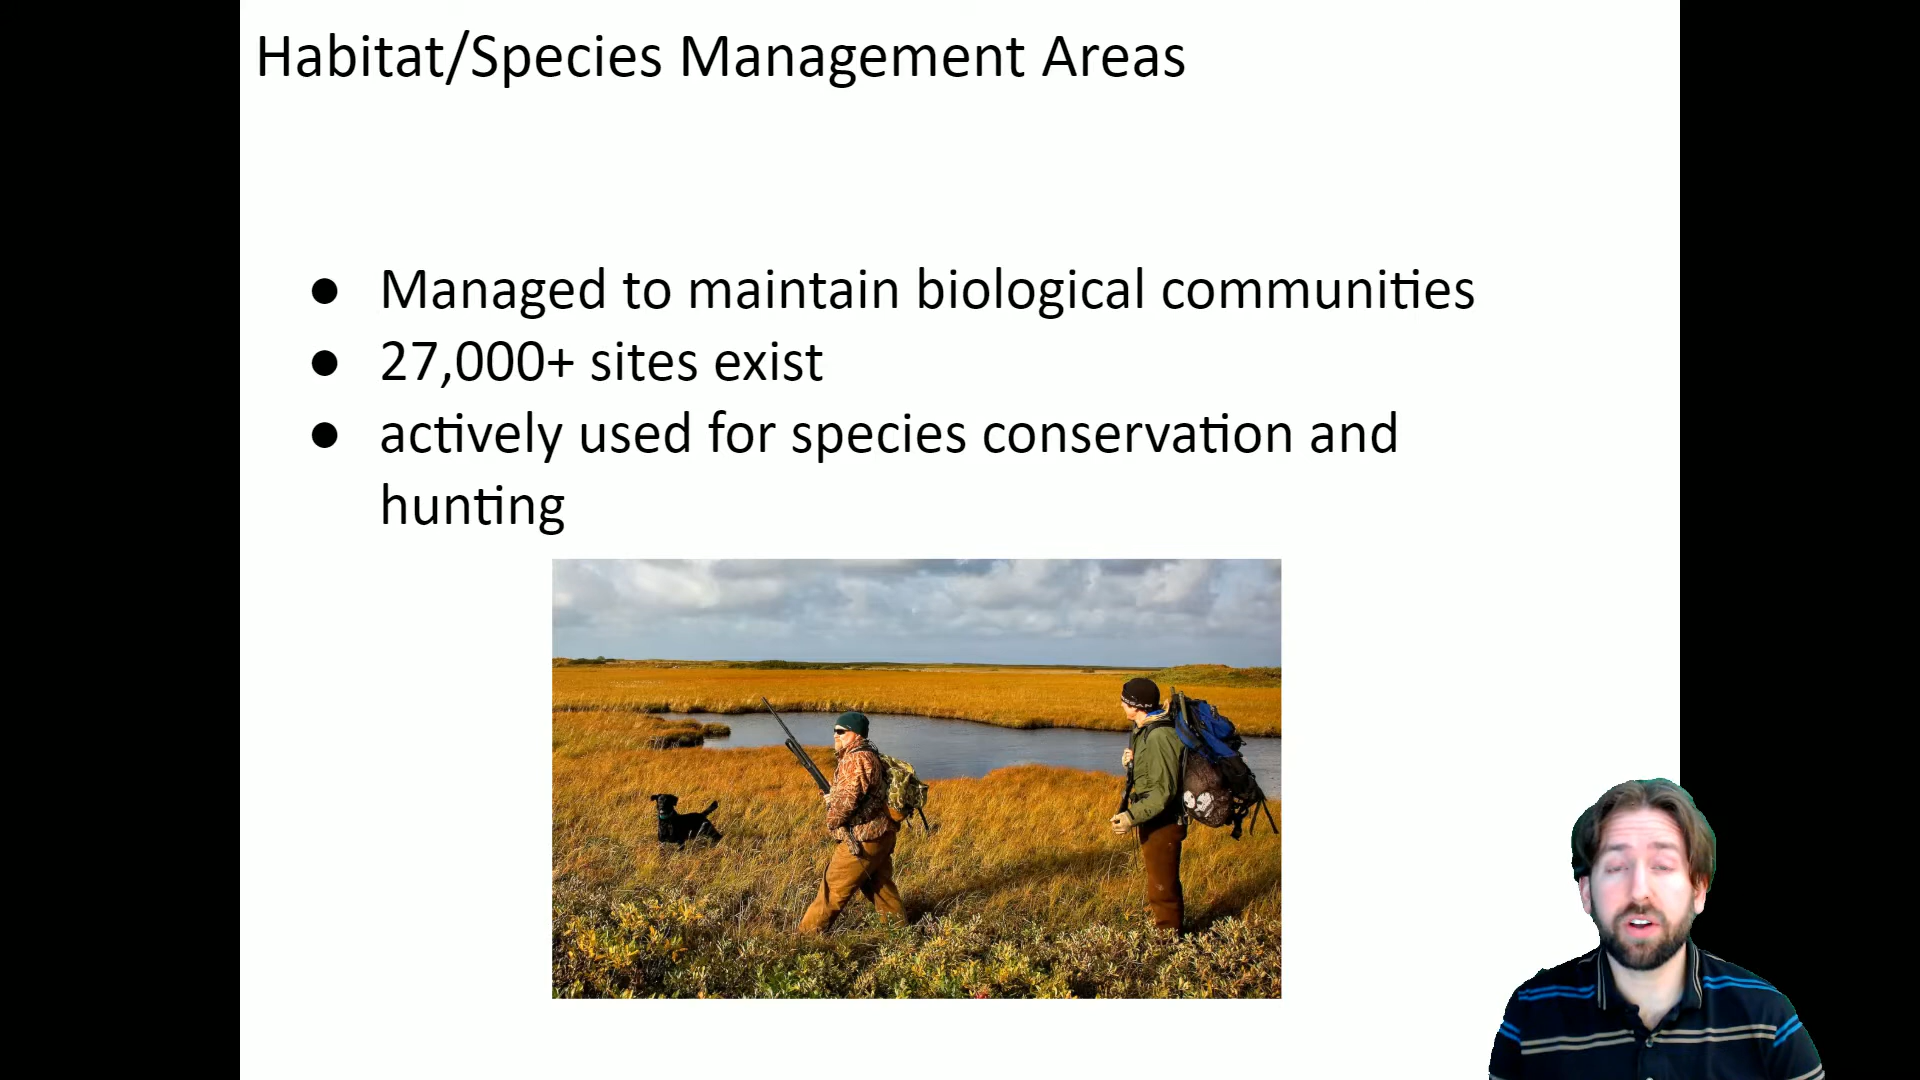 Habitat/Species Management Areas
● Managed to maintain biological communities
● 27,000+ sites exist
● actively used for species conservation and
hunting